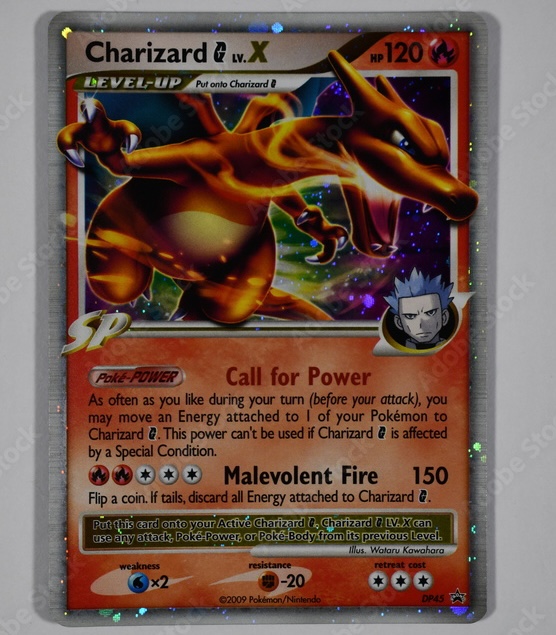 Charizard G LV.X HP 120
LEVEL-UP Put onto Charizard G
SP
Poké-POWER Call for Power
As often as you like during your turn (before your attack), you
may move an Energy attached to 1 of your Pokémon to
Charizard G. This power can't be used if Charizard G is affected
by a Special Condition.
Malevolent Fire 150
Flip a coin. If tails, discard all Energy attached to Charizard G.
Put this card onto your Active Charizard G. Charizard G LV.X can
use any attack, Poké-Power, or Poké-Body from its previous Level.
Illus. Wataru Kawahara
weakness resistance retreat cost
×2 -20
©2009 Pokémon/Nintendo DP45
PROMO
Adobe Stock